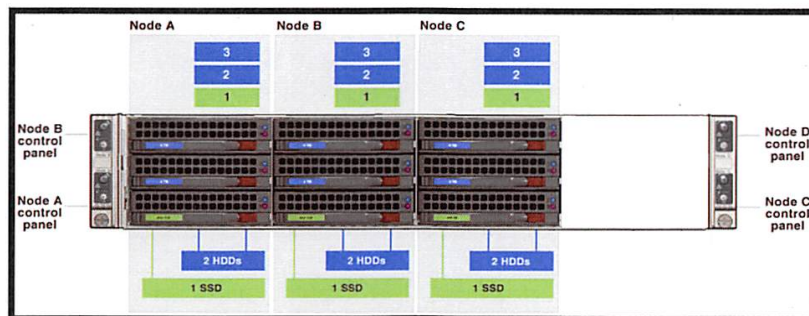 Node A
Node B
Node C
3
3
3
2
2
2
1
1
1
Node B
control
panel
Node D
control
panel
Node A
control
panel
Node C
control
panel
2 HDDs
2 HDDs
2 HDDs
1 SSD
1 SSD
1 SSD